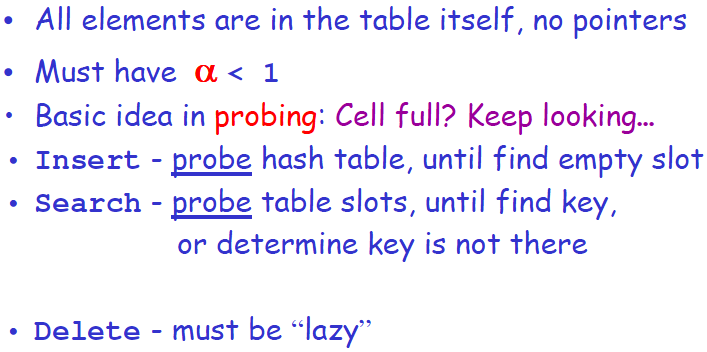 • All elements are in the table itself, no pointers
• Must have α < 1
• Basic idea in probing: Cell full? Keep looking...
• Insert - probe hash table, until find empty slot
• Search - probe table slots, until find key,
or determine key is not there
• Delete - must be “lazy”